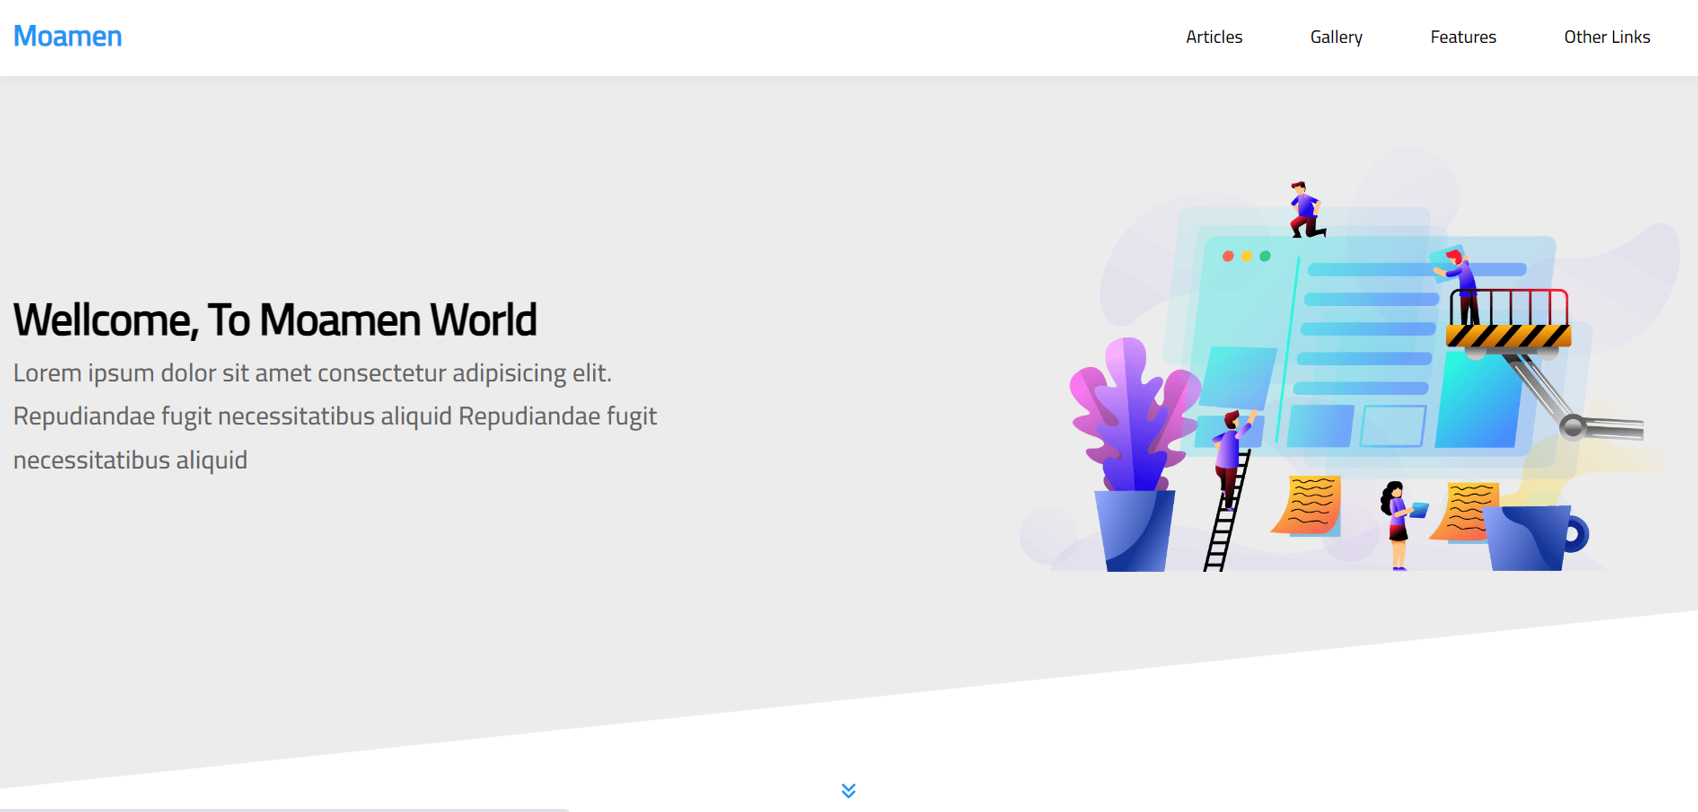 Moamen
Articles
Gallery
Features
Other Links
Wellcome, To Moamen World
Lorem ipsum dolor sit amet consectetur adipisicing elit.
Repudiandae fugit necessitatibus aliquid Repudiandae fugit
necessitatibus aliquid